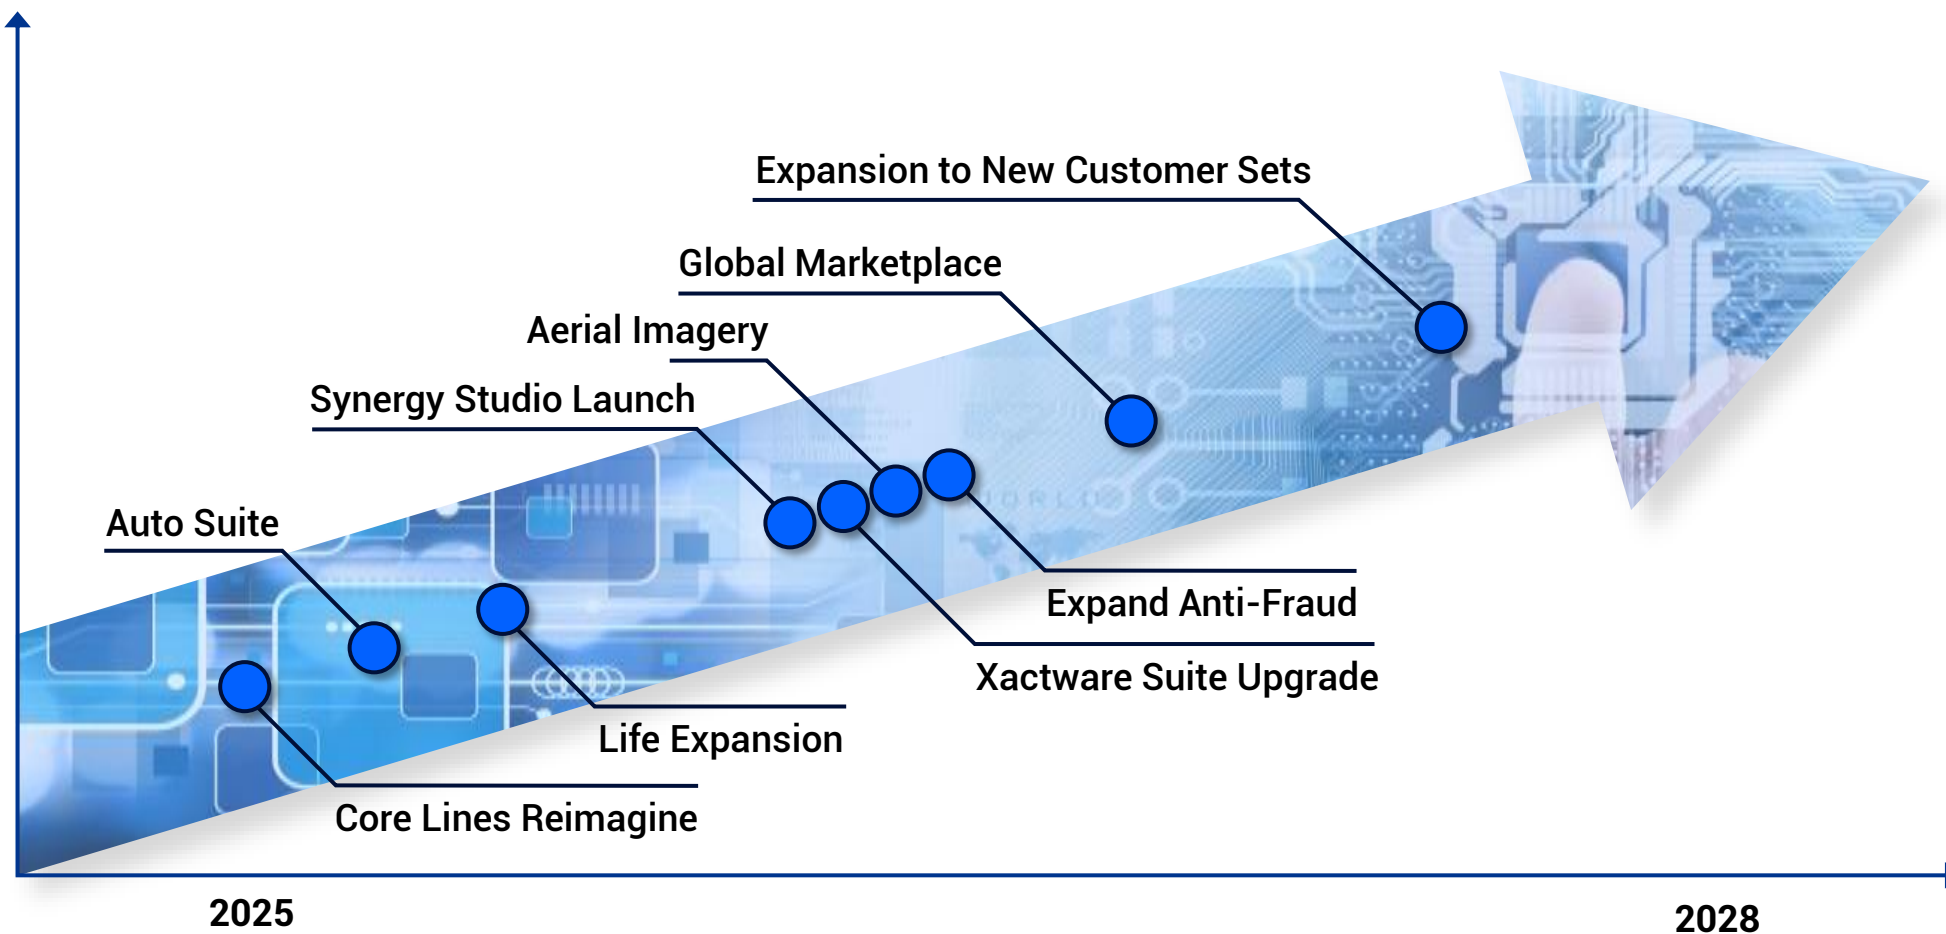 Expansion to New Customer Sets
Global Marketplace
Aerial Imagery
Synergy Studio Launch
Auto Suite
Expand Anti-Fraud
Xactware Suite Upgrade
Life Expansion
Core Lines Reimagine
2025
2028